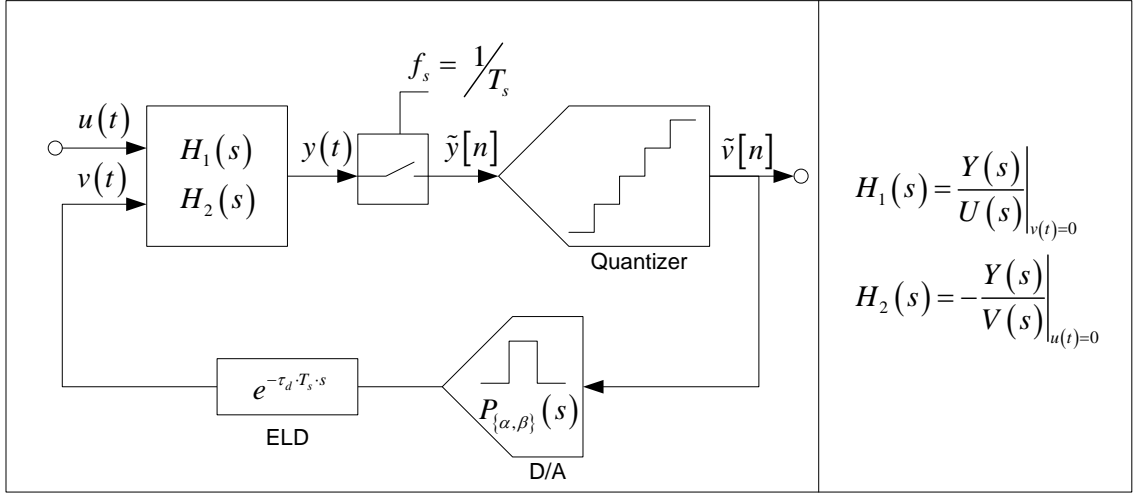 f_s = 1/T_s
u(t)
v(t)
H_1(s)
H_2(s)
y(t)
ỹ[n]
ṽ[n]
Quantizer
e^{-τ_d·T_s·s}
ELD
P_{{α,β}}(s)
D/A
H_1(s) = Y(s)/U(s)|_{v(t)=0}
H_2(s) = -Y(s)/V(s)|_{u(t)=0}